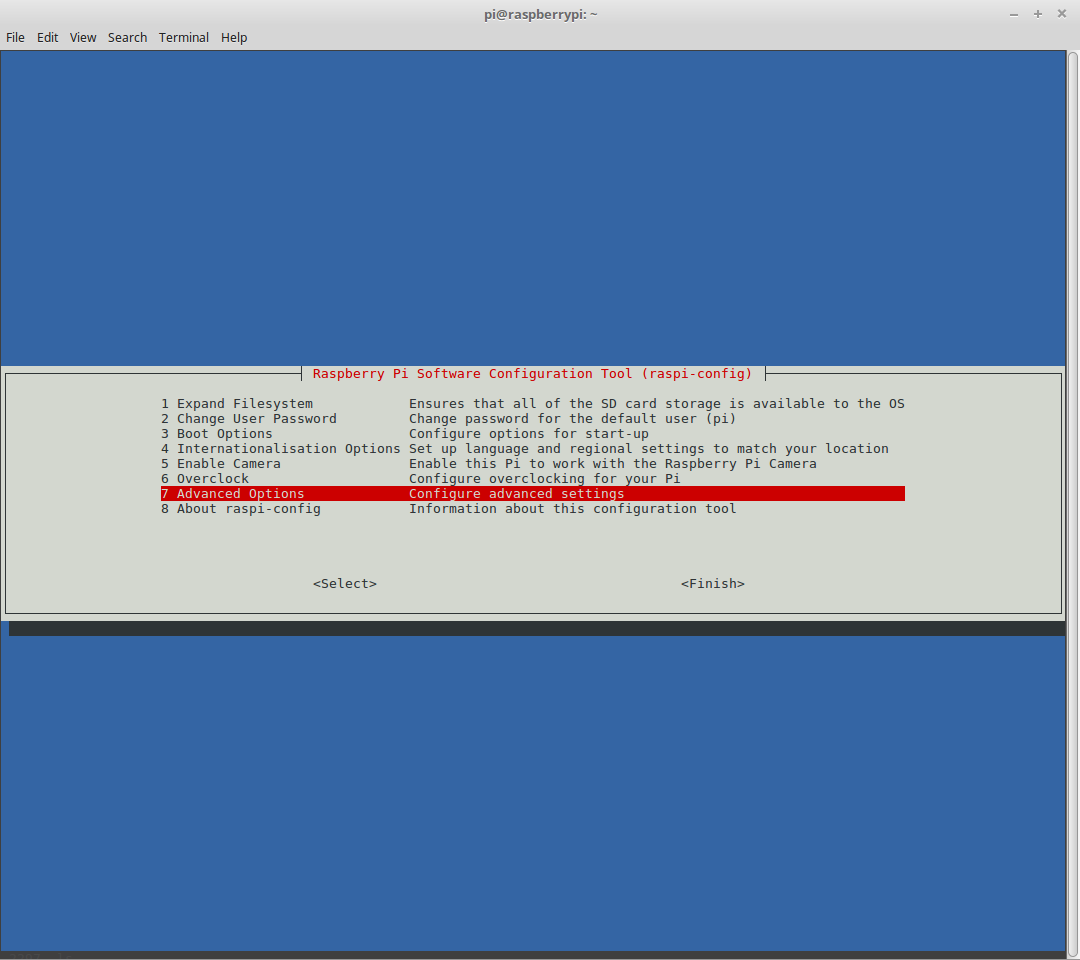 pi@raspberrypi: ~
File Edit View Search Terminal Help
Raspberry Pi Software Configuration Tool (raspi-config)
1 Expand Filesystem Ensures that all of the SD card storage is available to the OS
2 Change User Password Change password for the default user (pi)
3 Boot Options Configure options for start-up
4 Internationalisation Options Set up language and regional settings to match your location
5 Enable Camera Enable this Pi to work with the Raspberry Pi Camera
6 Overclock Configure overclocking for your Pi
7 Advanced Options Configure advanced settings
8 About raspi-config Information about this configuration tool
<Select> <Finish>